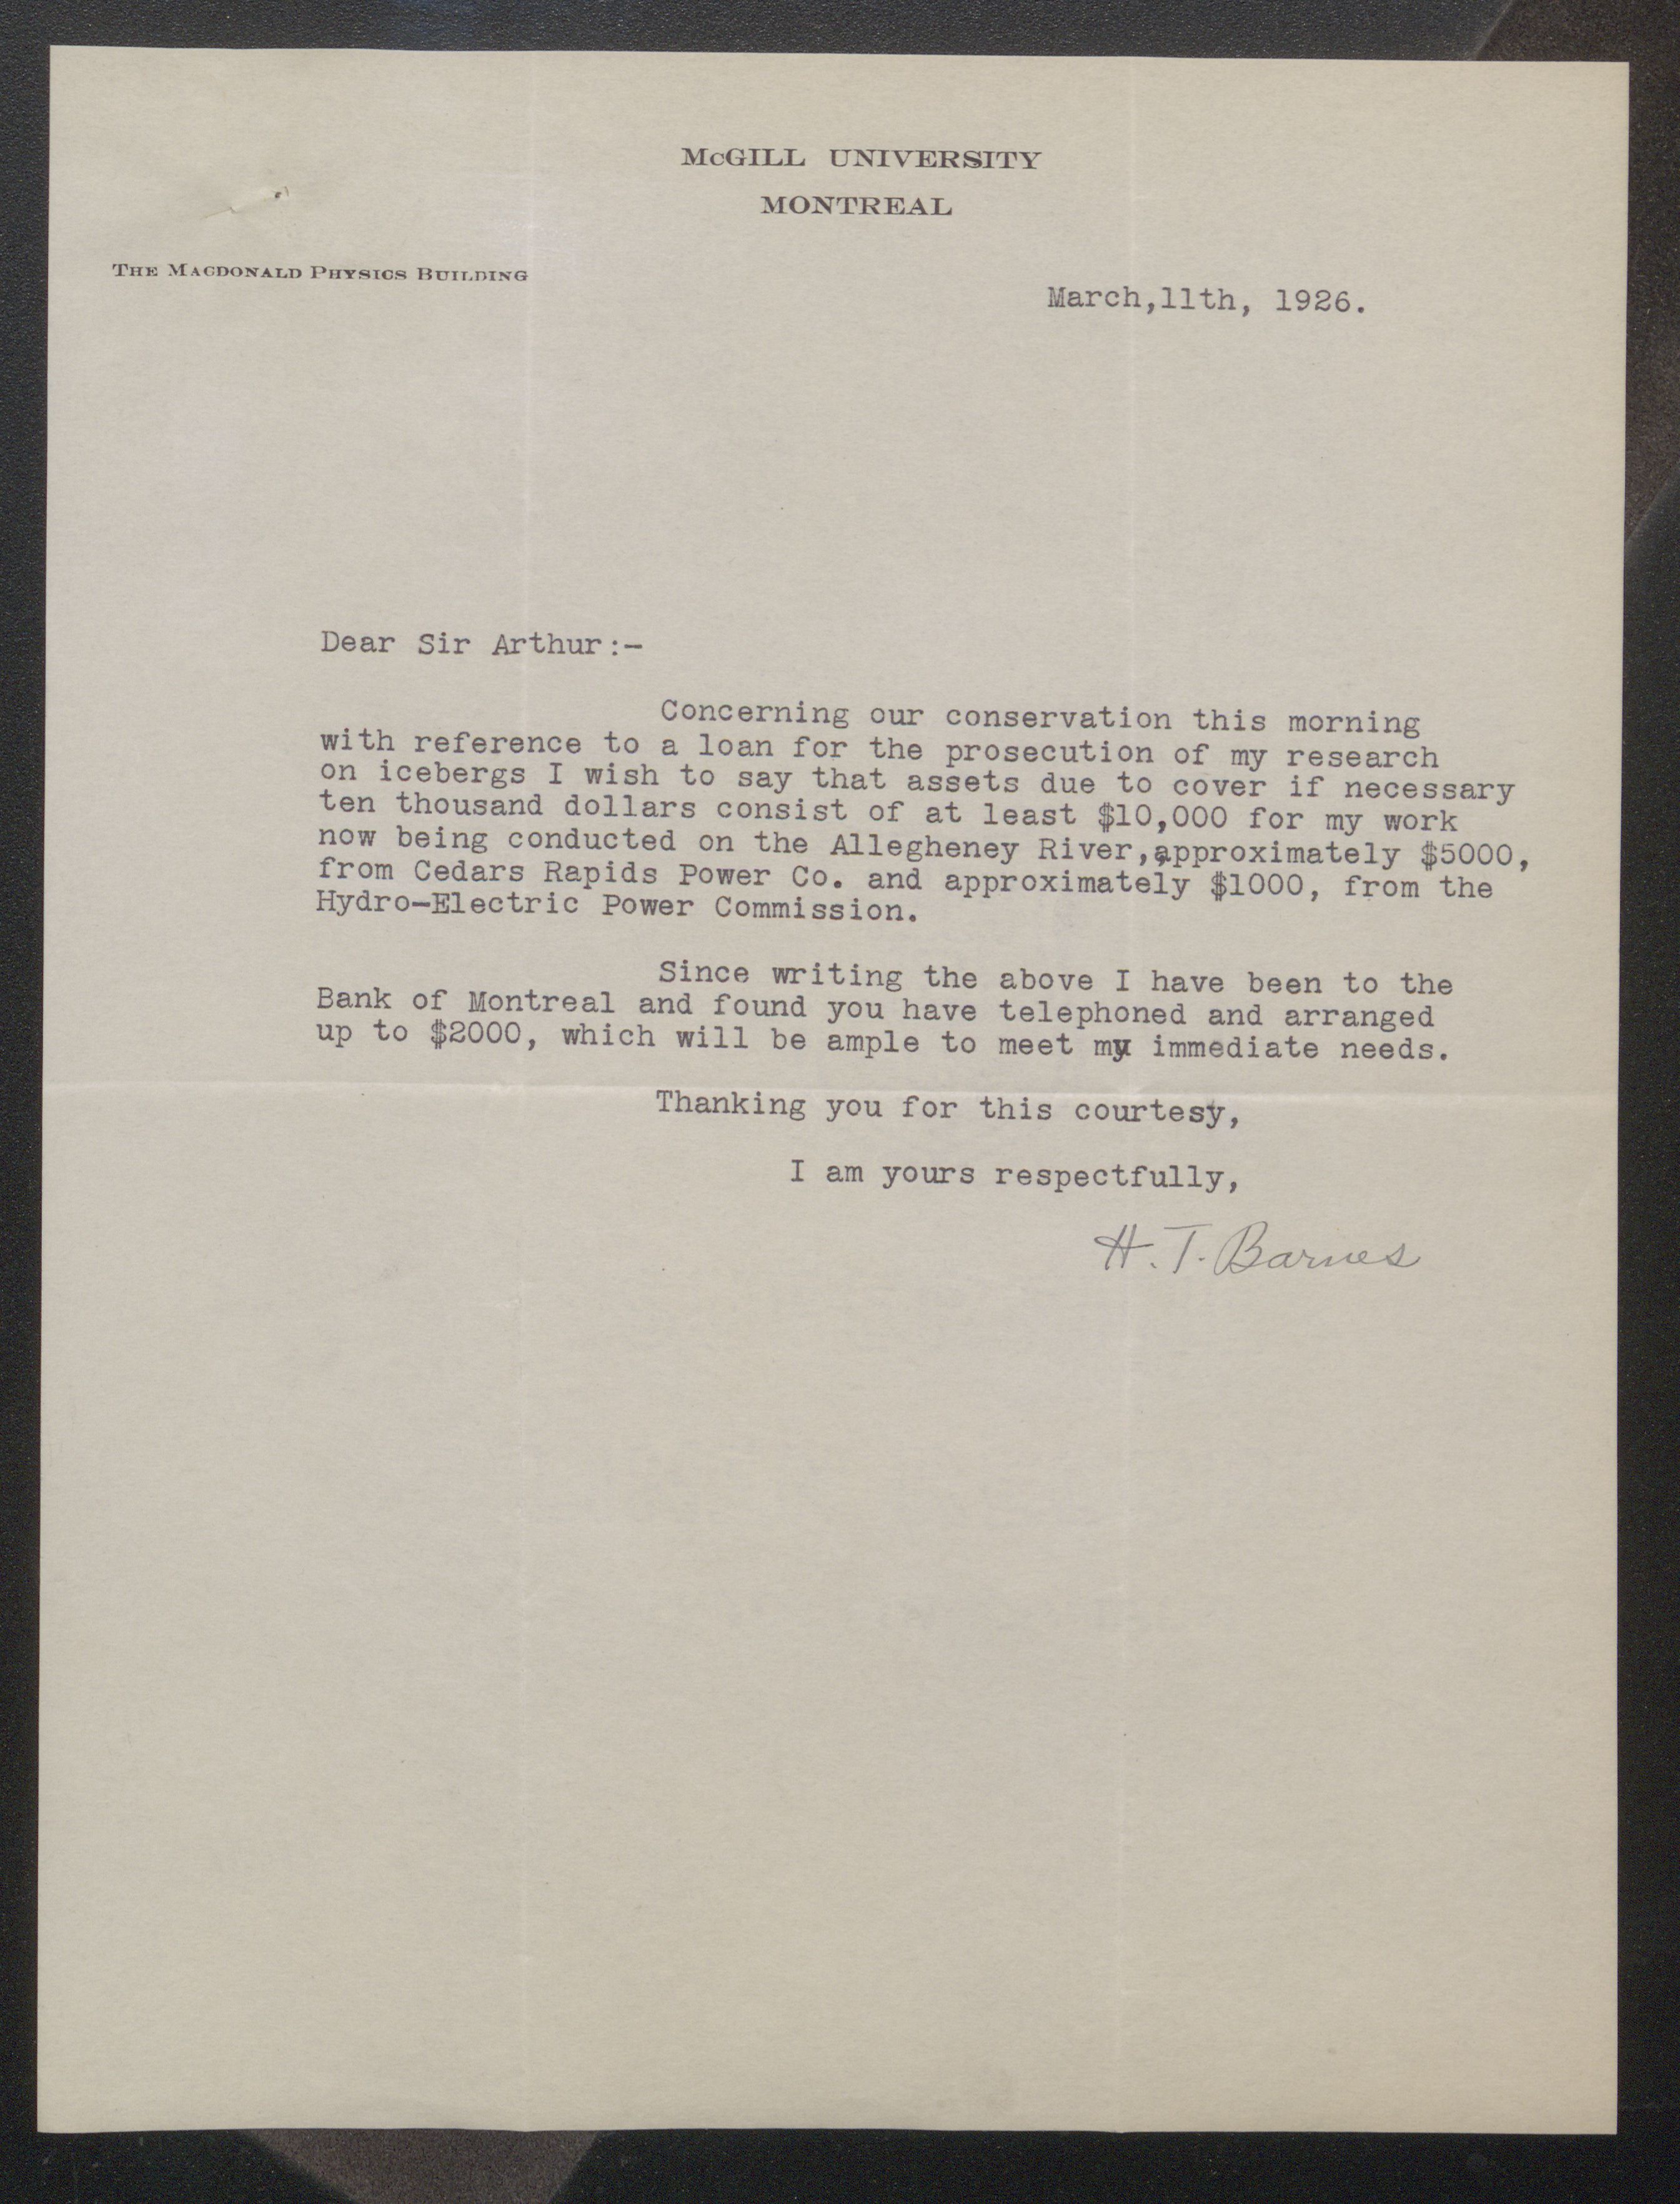 McGILL UNIVERSITY
MONTREAL
THE MACDONALD PHYSICS BUILDING
March,11th, 1926.
Dear Sir Arthur:-
Concerning our conservation this morning
with reference to a loan for the prosecution of my research
on icebergs I wish to say that assets due to cover if necessary
ten thousand dollars consist of at least $10,000 for my work
now being conducted on the Allegheney River,approximately $5000,
from Cedars Rapids Power Co. and approximately $1000, from the
Hydro-Electric Power Commission.
Since writing the above I have been to the
Bank of Montreal and found you have telephoned and arranged
up to $2000, which will be ample to meet my immediate needs.
Thanking you for this courtesy,
I am yours respectfully,
H. T. Barnes